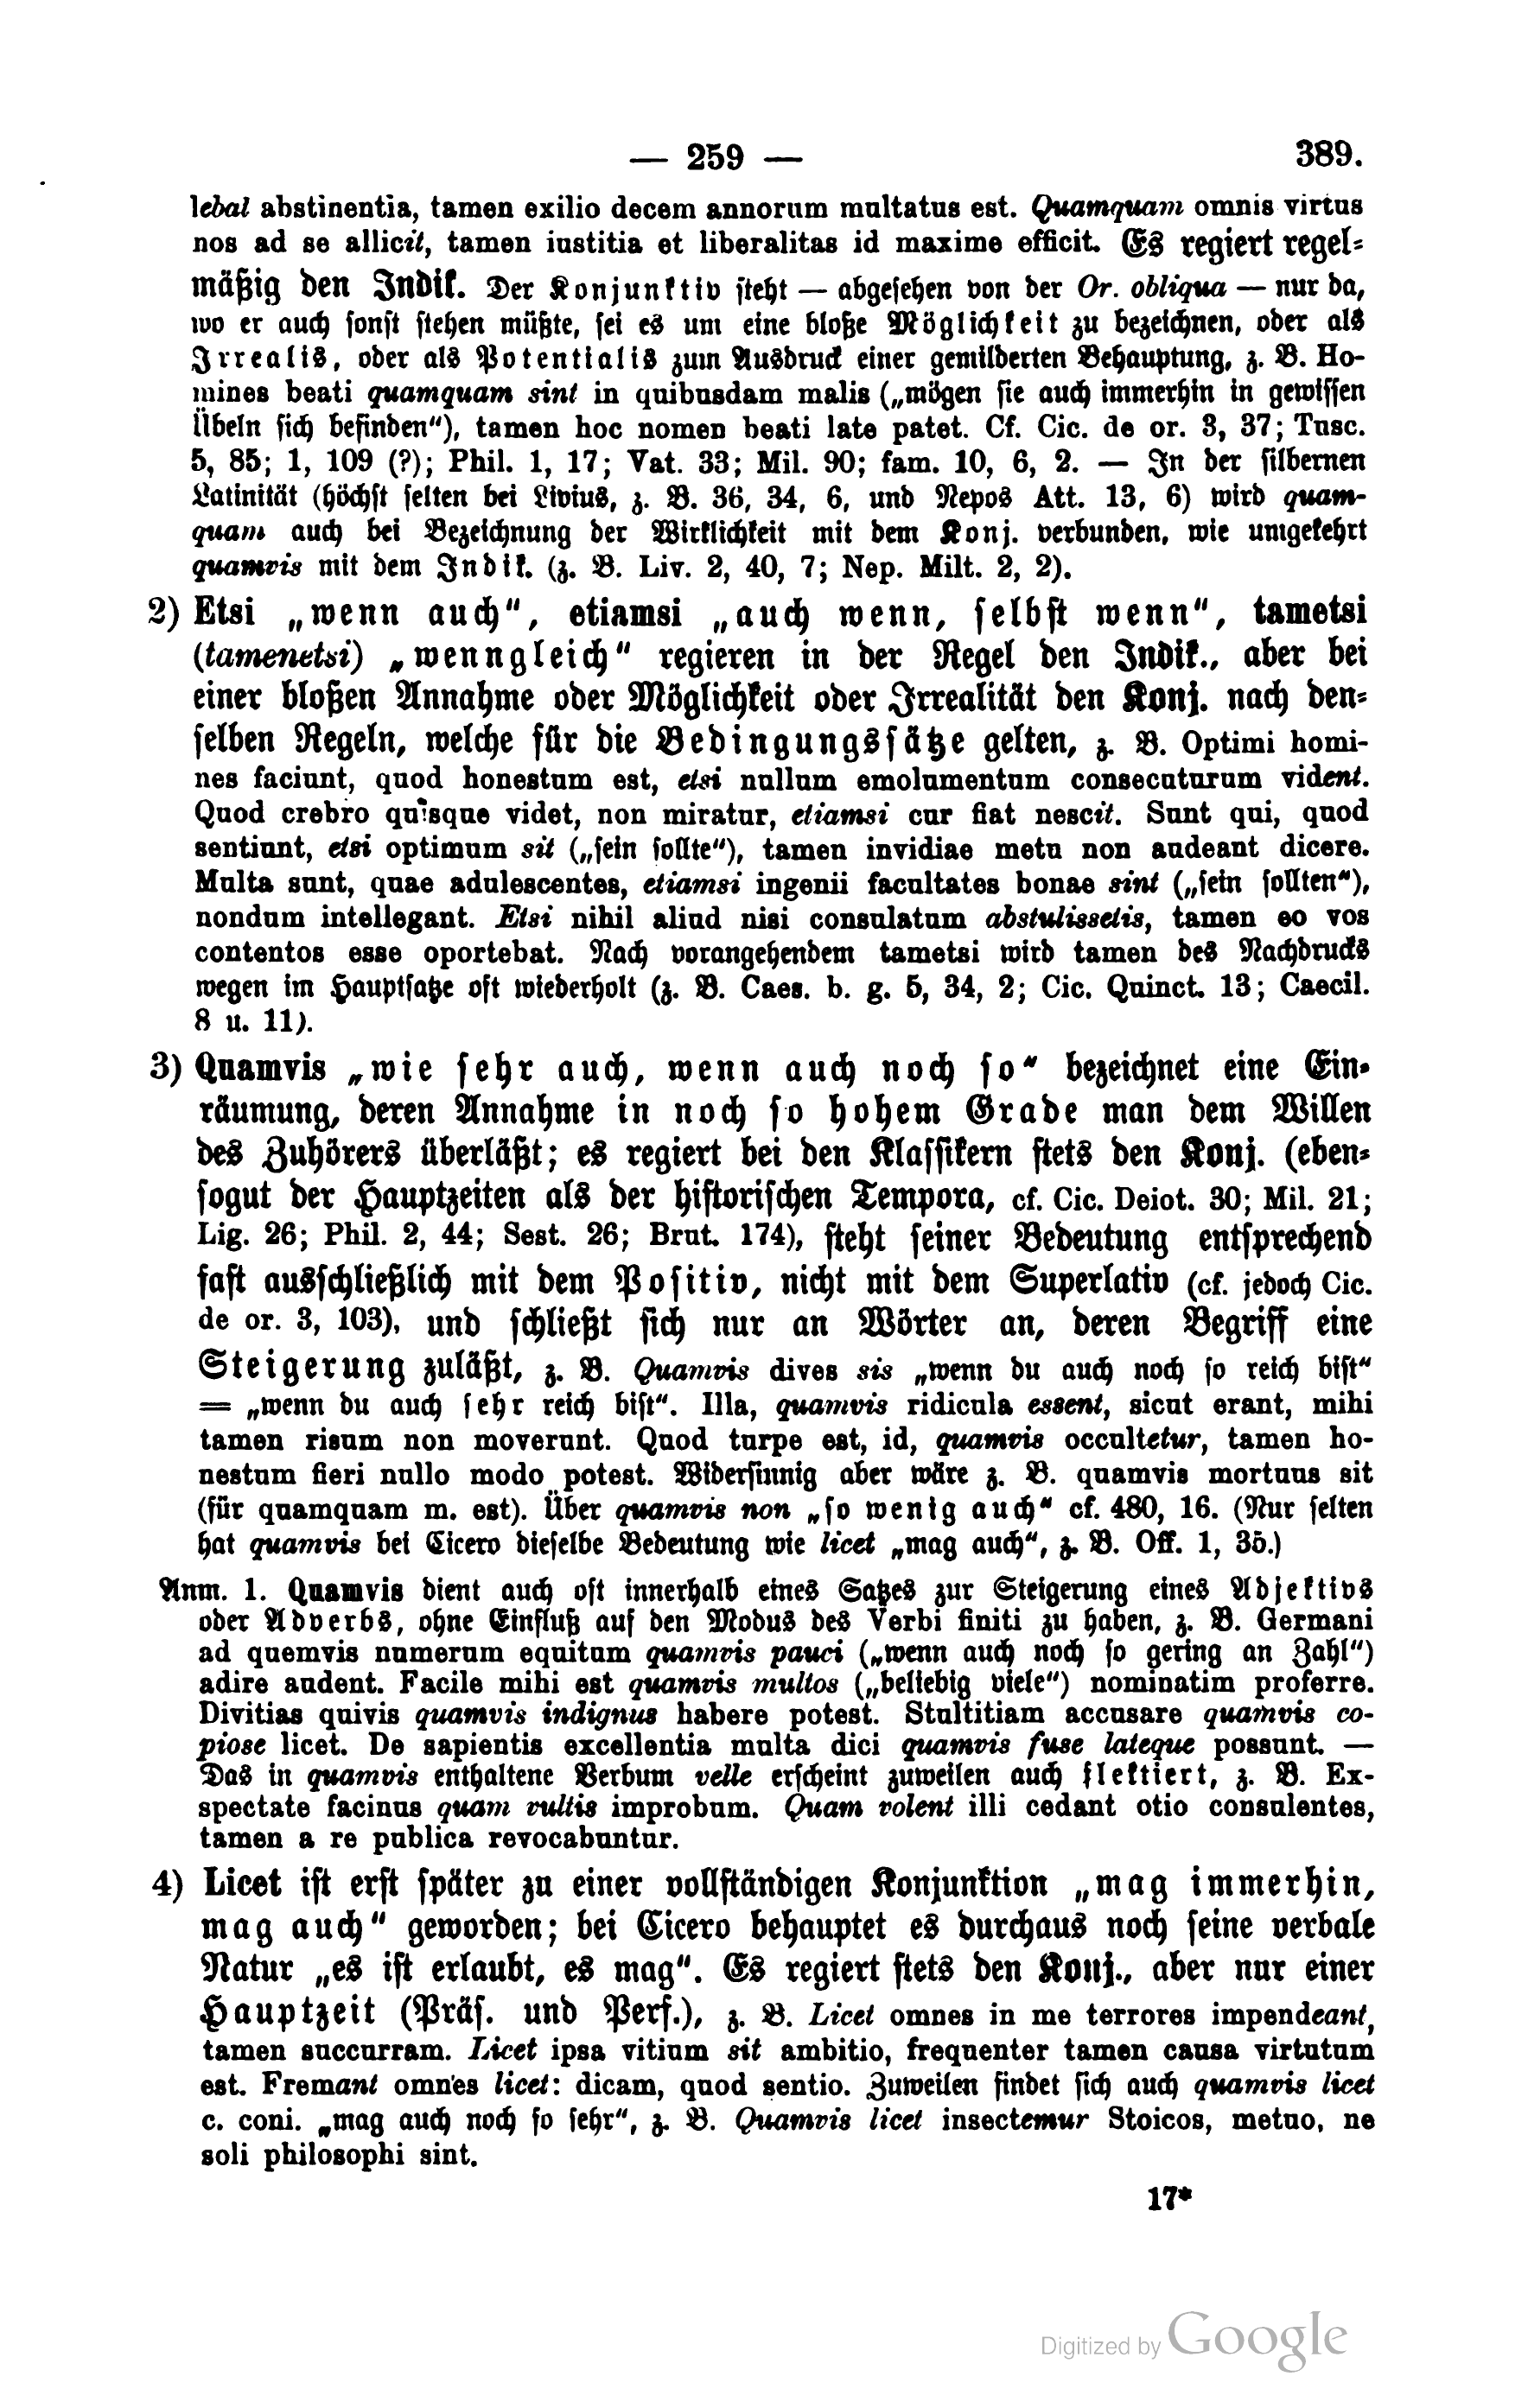 — 259 — 389.
lebat abstinentia, tamen exilio decem annorum multatus est. Quamquam omnis virtus
nos ad se allicit, tamen iustitia et liberalitas id maxime efficit. Es regiert regel-
mäßig den Indik. Der Konjunktiv steht — abgesehen von der Or. obliqua — nur da,
wo er auch sonst stehen müßte, sei es um eine bloße Möglichkeit zu bezeichnen, oder als
Irrealis, oder als Potentialis zum Ausdruck einer gemilderten Behauptung, z. B. Ho-
mines beati quamquam sint in quibusdam malis („mögen sie auch immerhin in gewissen
Übeln sich befinden“), tamen hoc nomen beati late patet. Cf. Cic. de or. 3, 37; Tusc.
5, 85; 1, 109 (?); Phil. 1, 17; Vat. 33; Mil. 90; fam. 10, 6, 2. — In der silbernen
Latinität (höchst selten bei Livius, z. B. 36, 34, 6, und Nepos Att. 13, 6) wird quam-
quam auch bei Bezeichnung der Wirklichkeit mit dem Konj. verbunden, wie umgekehrt
quamvis mit dem Indik. (z. B. Liv. 2, 40, 7; Nep. Milt. 2, 2).
2) Etsi „wenn auch“, etiamsi „auch wenn, selbst wenn“, tametsi
(tamenetsi) „wenngleich“ regieren in der Regel den Indik., aber bei
einer bloßen Annahme oder Möglichkeit oder Irrealität den Konj. nach den-
selben Regeln, welche für die Bedingungssätze gelten, z. B. Optimi homi-
nes faciunt, quod honestum est, etsi nullum emolumentum consecuturum vident.
Quod crebro quisque videt, non miratur, etiamsi cur fiat nescit. Sunt qui, quod
sentiunt, etsi optimum sit („sein sollte“), tamen invidiae metu non audeant dicere.
Multa sunt, quae adulescentes, etiamsi ingenii facultates bonae sint („sein sollten“),
nondum intellegant. Etsi nihil aliud nisi consulatum abstulissetis, tamen eo vos
contentos esse oportebat. Nach vorangehendem tametsi wird tamen des Nachdrucks
wegen im Hauptsatze oft wiederholt (z. B. Caes. b. g. 5, 34, 2; Cic. Quinct. 13; Caecil.
8 u. 11).
3) Quamvis „wie sehr auch, wenn auch noch so“ bezeichnet eine Ein-
räumung, deren Annahme in noch so hohem Grade man dem Willen
des Zuhörers überläßt; es regiert bei den Klassikern stets den Konj. (eben-
sogut der Hauptzeiten als der historischen Tempora, cf. Cic. Deiot. 30; Mil. 21;
Lig. 26; Phil. 2, 44; Sest. 26; Brut. 174), steht seiner Bedeutung entsprechend
fast ausschließlich mit dem Positiv, nicht mit dem Superlativ (cf. jedoch Cic.
de or. 3, 103), und schließt sich nur an Wörter an, deren Begriff eine
Steigerung zuläßt, z. B. Quamvis dives sis „wenn du auch noch so reich bist“
= „wenn du auch sehr reich bist“. Illa, quamvis ridicula essent, sicut erant, mihi
tamen risum non moverunt. Quod turpe est, id, quamvis occultetur, tamen ho-
nestum fieri nullo modo potest. Widersinnig aber wäre z. B. quamvis mortuus sit
(für quamquam m. est). Über quamvis non „so wenig auch“ cf. 480, 16. (Nur selten
hat quamvis bei Cicero dieselbe Bedeutung wie licet „mag auch“, z. B. Off. 1, 35.)
Anm. 1. Quamvis dient auch oft innerhalb eines Satzes zur Steigerung eines Adjektivs
oder Adverbs, ohne Einfluß auf den Modus des Verbi finiti zu haben, z. B. Germani
ad quemvis numerum equitum quamvis pauci („wenn auch noch so gering an Zahl“)
adire audent. Facile mihi est quamvis multos („beliebig viele“) nominatim proferre.
Divitias quivis quamvis indignus habere potest. Stultitiam accusare quamvis co-
piose licet. De sapientis excellentia multa dici quamvis fuse lateque possunt. —
Das in quamvis enthaltene Verbum velle erscheint zuweilen auch flektiert, z. B. Ex-
spectate facinus quam vultis improbum. Quam volent illi cedant otio consulentes,
tamen a re publica revocabuntur.
4) Licet ist erst später zu einer vollständigen Konjunktion „mag immerhin,
mag auch“ geworden; bei Cicero behauptet es durchaus noch seine verbale
Natur „es ist erlaubt, es mag“. Es regiert stets den Konj., aber nur einer
Hauptzeit (Präs. und Perf.), z. B. Licet omnes in me terrores impendeant,
tamen succurram. Licet ipsa vitium sit ambitio, frequenter tamen causa virtutum
est. Fremant omnes licet: dicam, quod sentio. Zuweilen findet sich auch quamvis licet
c. coni. „mag auch noch so sehr“, z. B. Quamvis licet insectemur Stoicos, metuo, ne
soli philosophi sint.
17*
Digitized by Google